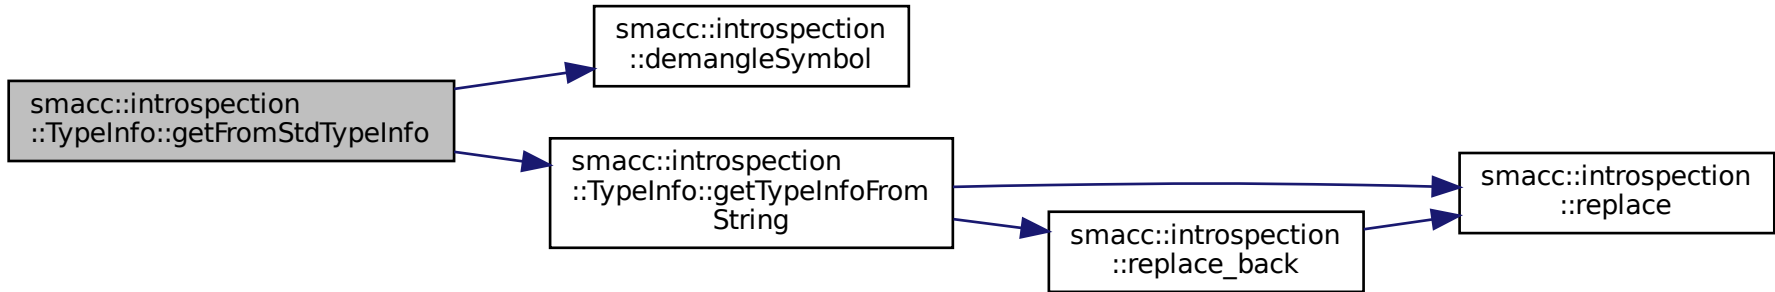 smacc::introspection
::demangleSymbol
smacc::introspection
::TypeInfo::getFromStdTypeInfo
smacc::introspection
::TypeInfo::getTypeInfoFrom
String
smacc::introspection
::replace
smacc::introspection
::replace_back